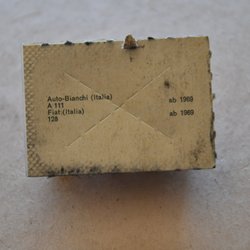 Auto-Bianchi (Italia) ab 1969
A 111
Fiat (Italia) ab 1969
128